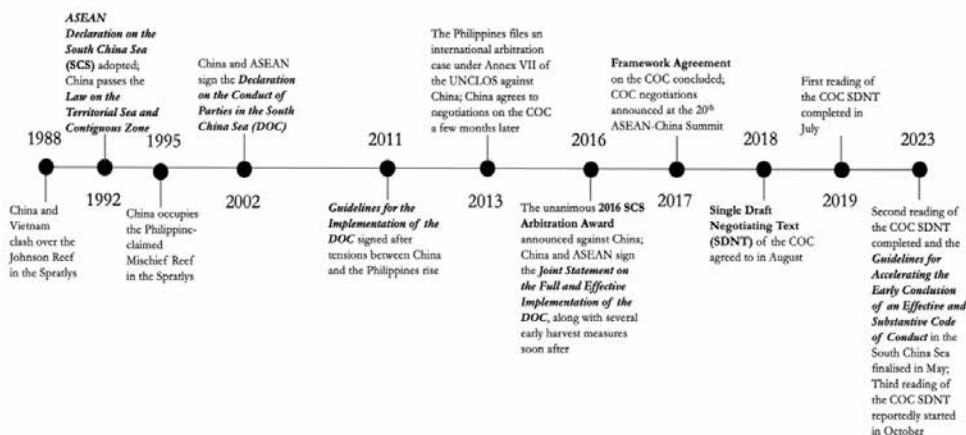 ASEAN
Declaration on the
South China Sea
(SCS) adopted;
China passes the
Law on the
Territorial Sea and
Contiguous Zone
China and ASEAN
sign the Declaration
on the Conduct of
Parties in the South
China Sea (DOC)
The Philippines files an
international arbitration
case under Annex VII of
the UNCLOS against
China; China agrees to
negotiations on the COC
a few months later
Framework Agreement
on the COC concluded;
COC negotiations
announced at the 20th
ASEAN-China Summit
First reading of
the COC SDNT
completed in
July
1988
1995
2011
2016
2018
2023
1992
2002
2013
2017
2019
China and
Vietnam
clash over the
Johnson Reef
in the Spratlys
China occupies
the Philippine-
claimed
Mischief Reef
in the Spratlys
Guidelines for the
Implementation of the
DOC signed after
tensions between China
and the Philippines rise
The unanimous 2016 SCS
Arbitration Award
announced against China;
China and ASEAN sign
the Joint Statement on
the Full and Effective
Implementation of the
DOC, along with several
early harvest measures
soon after
Single Draft
Negotiating Text
(SDNT) of the COC
agreed to in August
Second reading of
the COC SDNT
completed and the
Guidelines for
Accelerating the
Early Conclusion
of an Effective and
Substantive Code
of Conduct in the
South China Sea
finalised in May;
Third reading of
the COC SDNT
reportedly started
in October